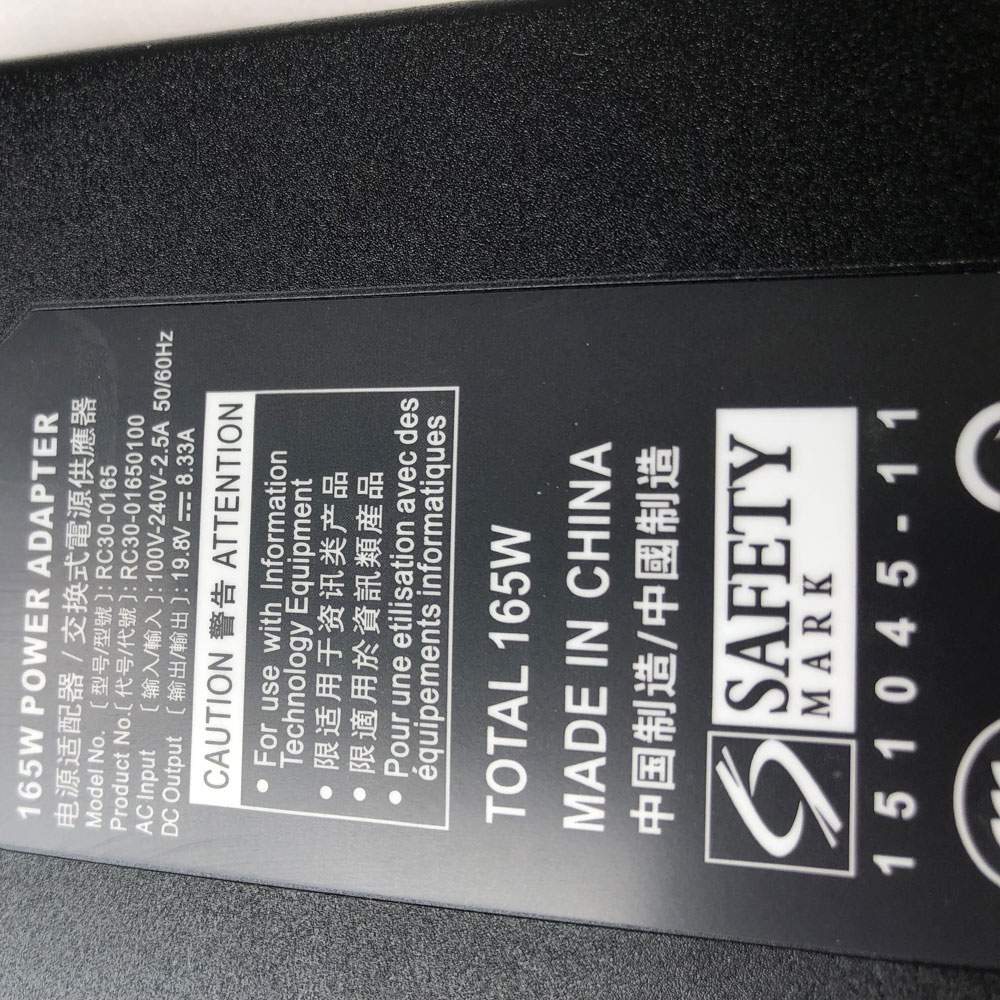 165W POWER ADAPTER
电源适配器 / 交换式電源供應器
Model No. [ 型号/型號 ]: RC30-0165
Product No.[ 代号/代號 ]: RC30-01650100
AC Input [ 输入/輸入 ]: 100V-240V~2.5A 50/60Hz
DC Output [ 输出/輸出 ]: 19.8V⎓8.33A
CAUTION 警告 ATTENTION
• For use with Information
Technology Equipment
• 限适用于资讯类产品
• 限適用於資訊類産品
• Pour une etilisation avec des
équipements informatiques
TOTAL 165W
MADE IN CHINA
中国制造/中國制造
SAFETY
MARK
151045-11